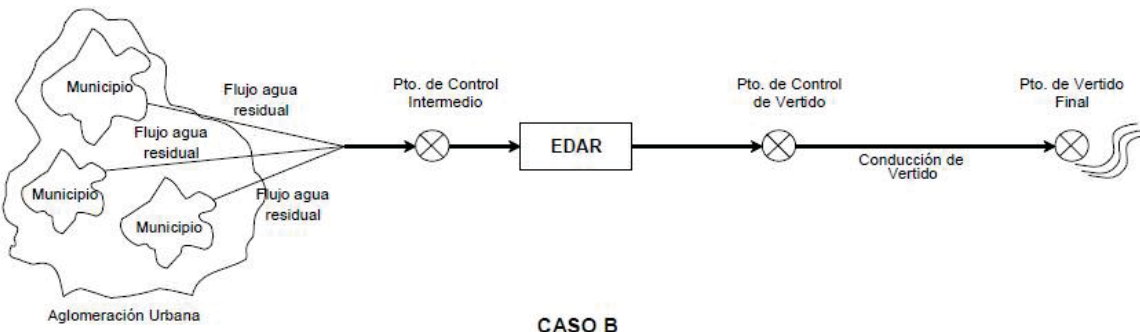 Municipio
Flujo agua
residual
Flujo agua
residual
Municipio
Flujo agua
residual
Municipio
Aglomeración Urbana
Pto. de Control
Intermedio
EDAR
Pto. de Control
de Vertido
Conducción de
Vertido
Pto. de Vertido
Final
CASO B